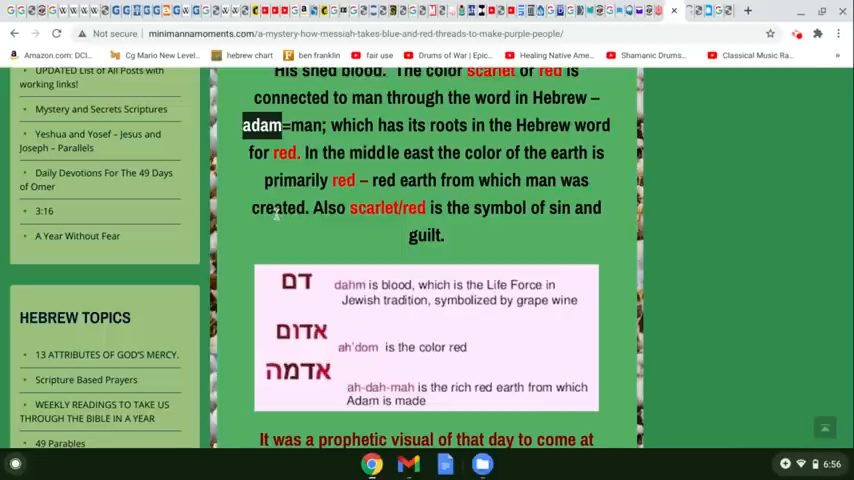 Not secure
minimannamoments.com/a-mystery-how-messiah-takes-blue-and-red-threads-to-make-purple-people/
Amazon.com: DCI...
Cg Mario New Level...
hebrew chart
ben franklin
fair use
Drums of War | Epic...
Healing Native Ame...
Shamanic Drums...
Classical Music Ra...
UPDATED List of All Posts with
working links!
Mystery and Secrets Scriptures
Yeshua and Yosef – Jesus and
Joseph – Parallels
Daily Devotions For The 49 Days
of Omer
3:16
A Year Without Fear
HEBREW TOPICS
13 ATTRIBUTES OF GOD'S MERCY.
Scripture Based Prayers
WEEKLY READINGS TO TAKE US
THROUGH THE BIBLE IN A YEAR
49 Parables
His shed blood. The color scarlet or red is
connected to man through the word in Hebrew –
adam=man; which has its roots in the Hebrew word
for red. In the middle east the color of the earth is
primarily red – red earth from which man was
created. Also scarlet/red is the symbol of sin and
guilt.
דם dahm is blood, which is the Life Force in
Jewish tradition, symbolized by grape wine
אדום ah'dom is the color red
אדמה ah-dah-mah is the rich red earth from which
Adam is made
It was a prophetic visual of that day to come at
6:56